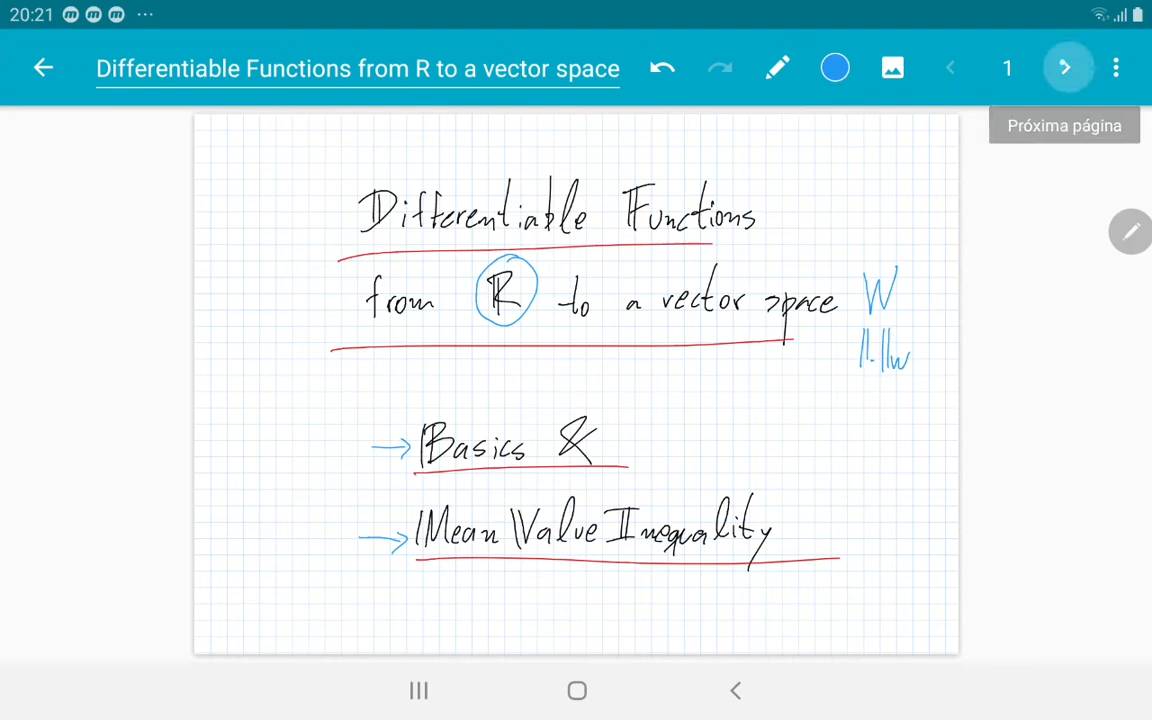 20:21
Differentiable Functions from R to a vector space
1
Próxima página
Differentiable Functions
from ℝ to a vector space W
||·||w
→ Basics &
→ Mean Value Inequality